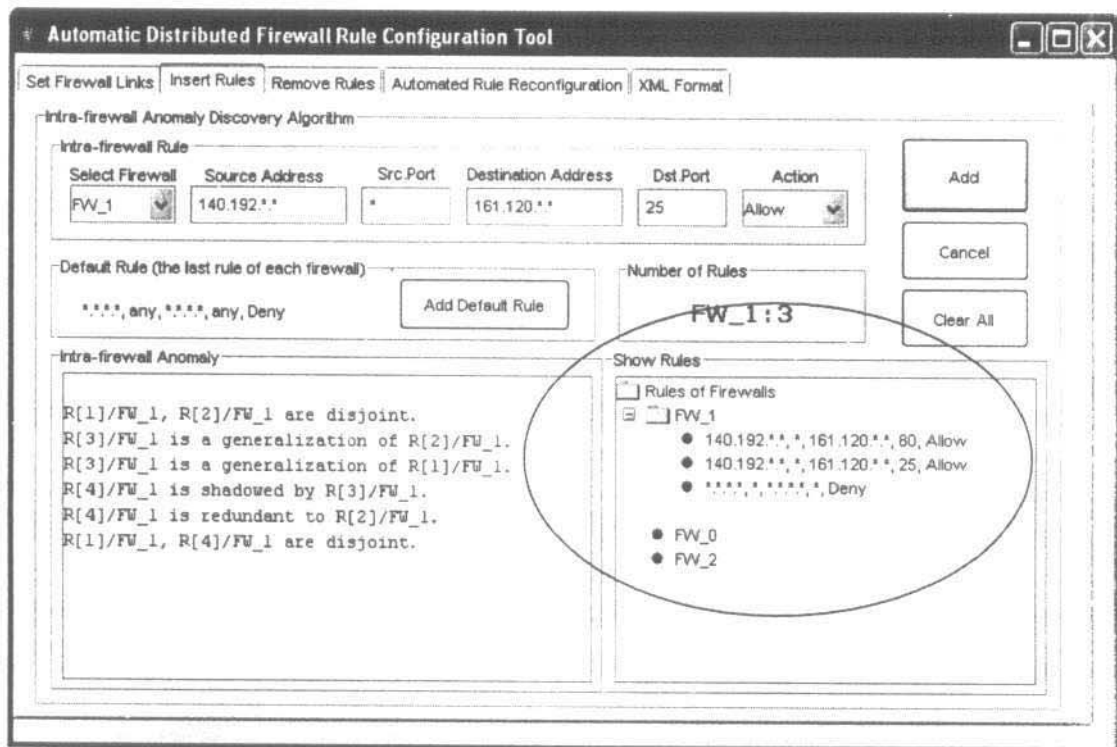 Automatic Distributed Firewall Rule Configuration Tool
Set Firewall Links Insert Rules Remove Rules Automated Rule Reconfiguration XML Format
Intra-firewall Anomaly Discovery Algorithm
Intra-firewall Rule
Select Firewall Source Address Src.Port Destination Address Dst.Port Action
FW_1 140.192.*.* * 161.120.*.* 25 Allow
Add
Cancel
Clear All
Default Rule (the last rule of each firewall)
*.*.*.*, any, *.*.*.*, any, Deny
Add Default Rule
Number of Rules
FW_1:3
Intra-firewall Anomaly
R[1]/FW_1, R[2]/FW_1 are disjoint.
R[3]/FW_1 is a generalization of R[2]/FW_1.
R[3]/FW_1 is a generalization of R[1]/FW_1.
R[4]/FW_1 is shadowed by R[3]/FW_1.
R[4]/FW_1 is redundant to R[2]/FW_1.
R[1]/FW_1, R[4]/FW_1 are disjoint.
Show Rules
Rules of Firewalls
FW_1
140.192.*.*, *, 161.120.*.*, 80, Allow
140.192.*.*, *, 161.120.*.*, 25, Allow
*.*.*.*, *, *.*.*.*, *, Deny
FW_0
FW_2